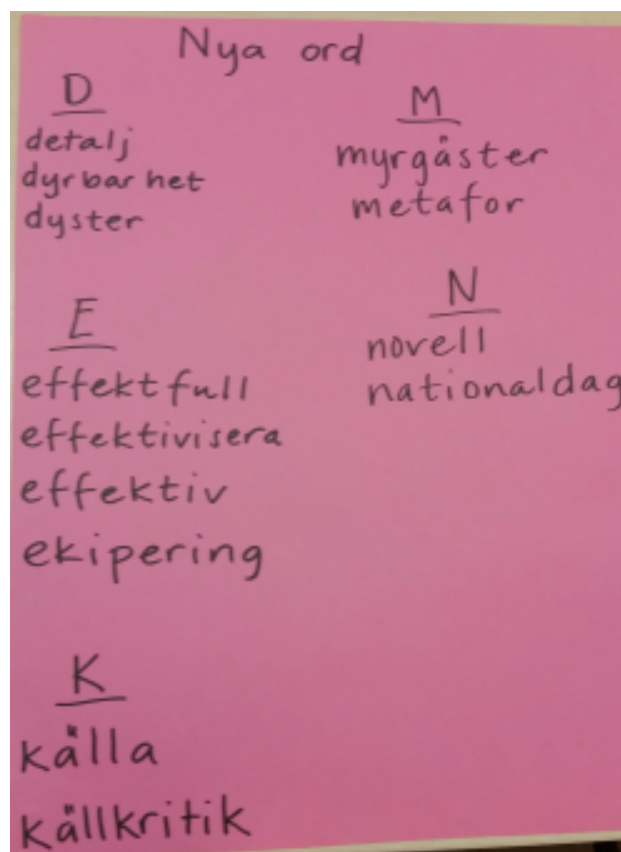 Nya ord
D
detalj
dyrbarhet
dyster
E
effektfull
effektivisera
effektiv
ekipering
K
källa
källkritik
M
myrgäster
metafor
N
novell
nationaldag